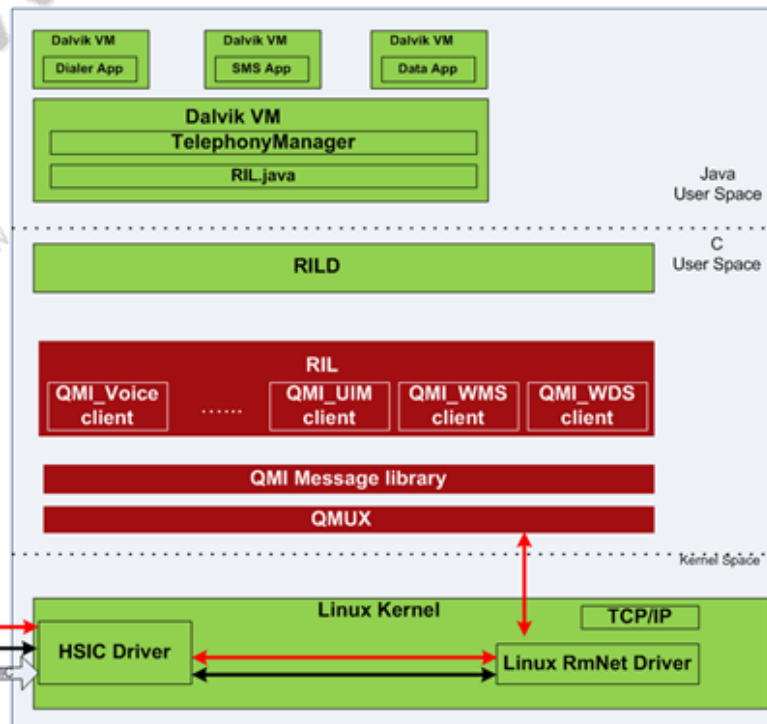 Dalvik VM
Dalvik VM
Dalvik VM
Dialer App
SMS App
Data App
Dalvik VM
TelephonyManager
RIL.java
Java
User Space
C
User Space
RILD
RIL
QMI_Voice
client
......
QMI_UIM
client
QMI_WMS
client
QMI_WDS
client
QMI Message library
QMUX
Kernel Space
Linux Kernel
TCP/IP
HSIC Driver
Linux RmNet Driver